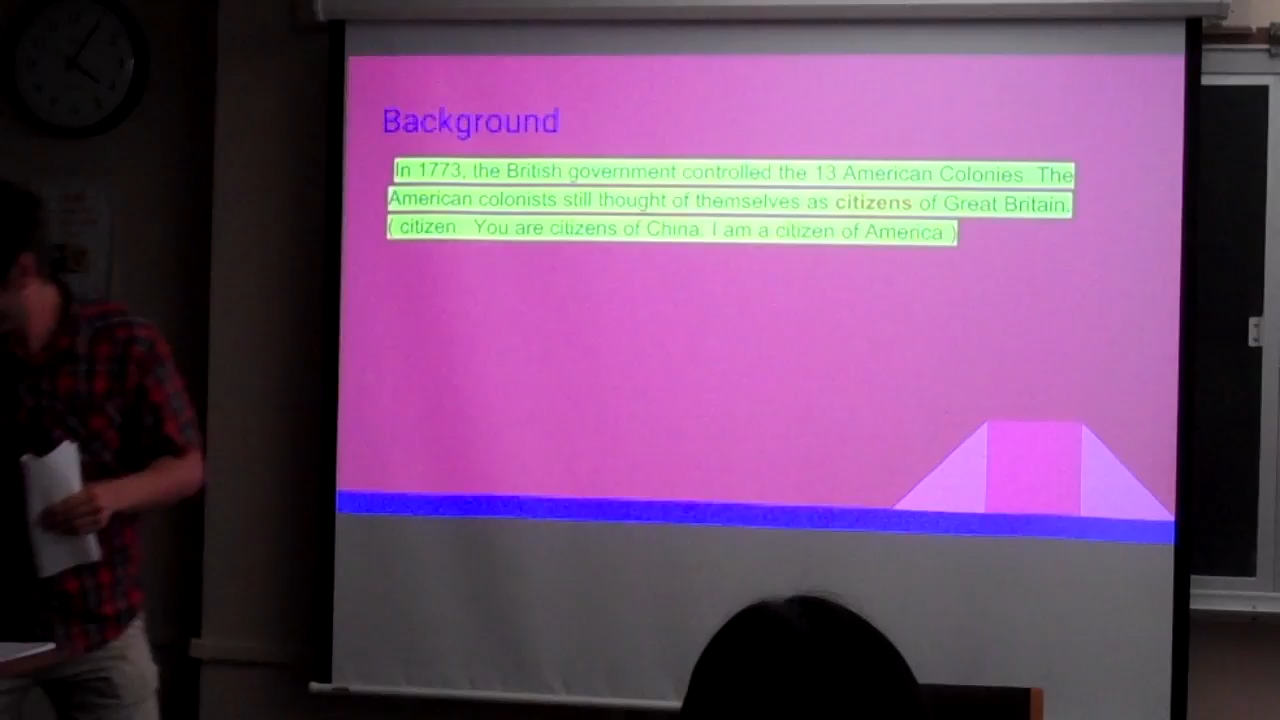 Background
In 1773, the British government controlled the 13 American Colonies. The
American colonists still thought of themselves as citizens of Great Britain.
( citizen. You are citizens of China. I am a citizen of America.)